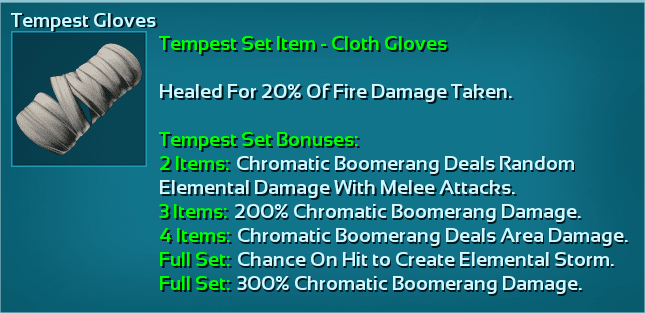 Tempest Gloves
Tempest Set Item - Cloth Gloves
Healed For 20% Of Fire Damage Taken.
Tempest Set Bonuses:
2 Items: Chromatic Boomerang Deals Random
Elemental Damage With Melee Attacks.
3 Items: 200% Chromatic Boomerang Damage.
4 Items: Chromatic Boomerang Deals Area Damage.
Full Set: Chance On Hit to Create Elemental Storm.
Full Set: 300% Chromatic Boomerang Damage.